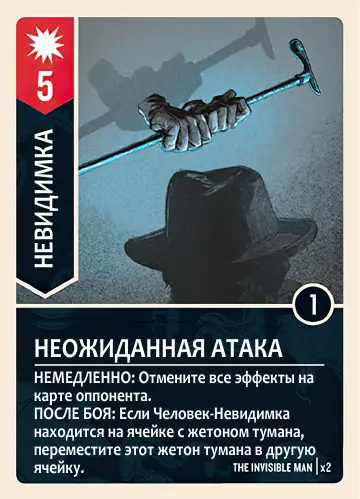 5
НЕВИДИМКА
1
НЕОЖИДАННАЯ АТАКА
НЕМЕДЛЕННО: Отмените все эффекты на
карте оппонента.
ПОСЛЕ БОЯ: Если Человек-Невидимка
находится на ячейке с жетоном тумана,
переместите этот жетон тумана в другую
ячейку.
THE INVISIBLE MAN | x2